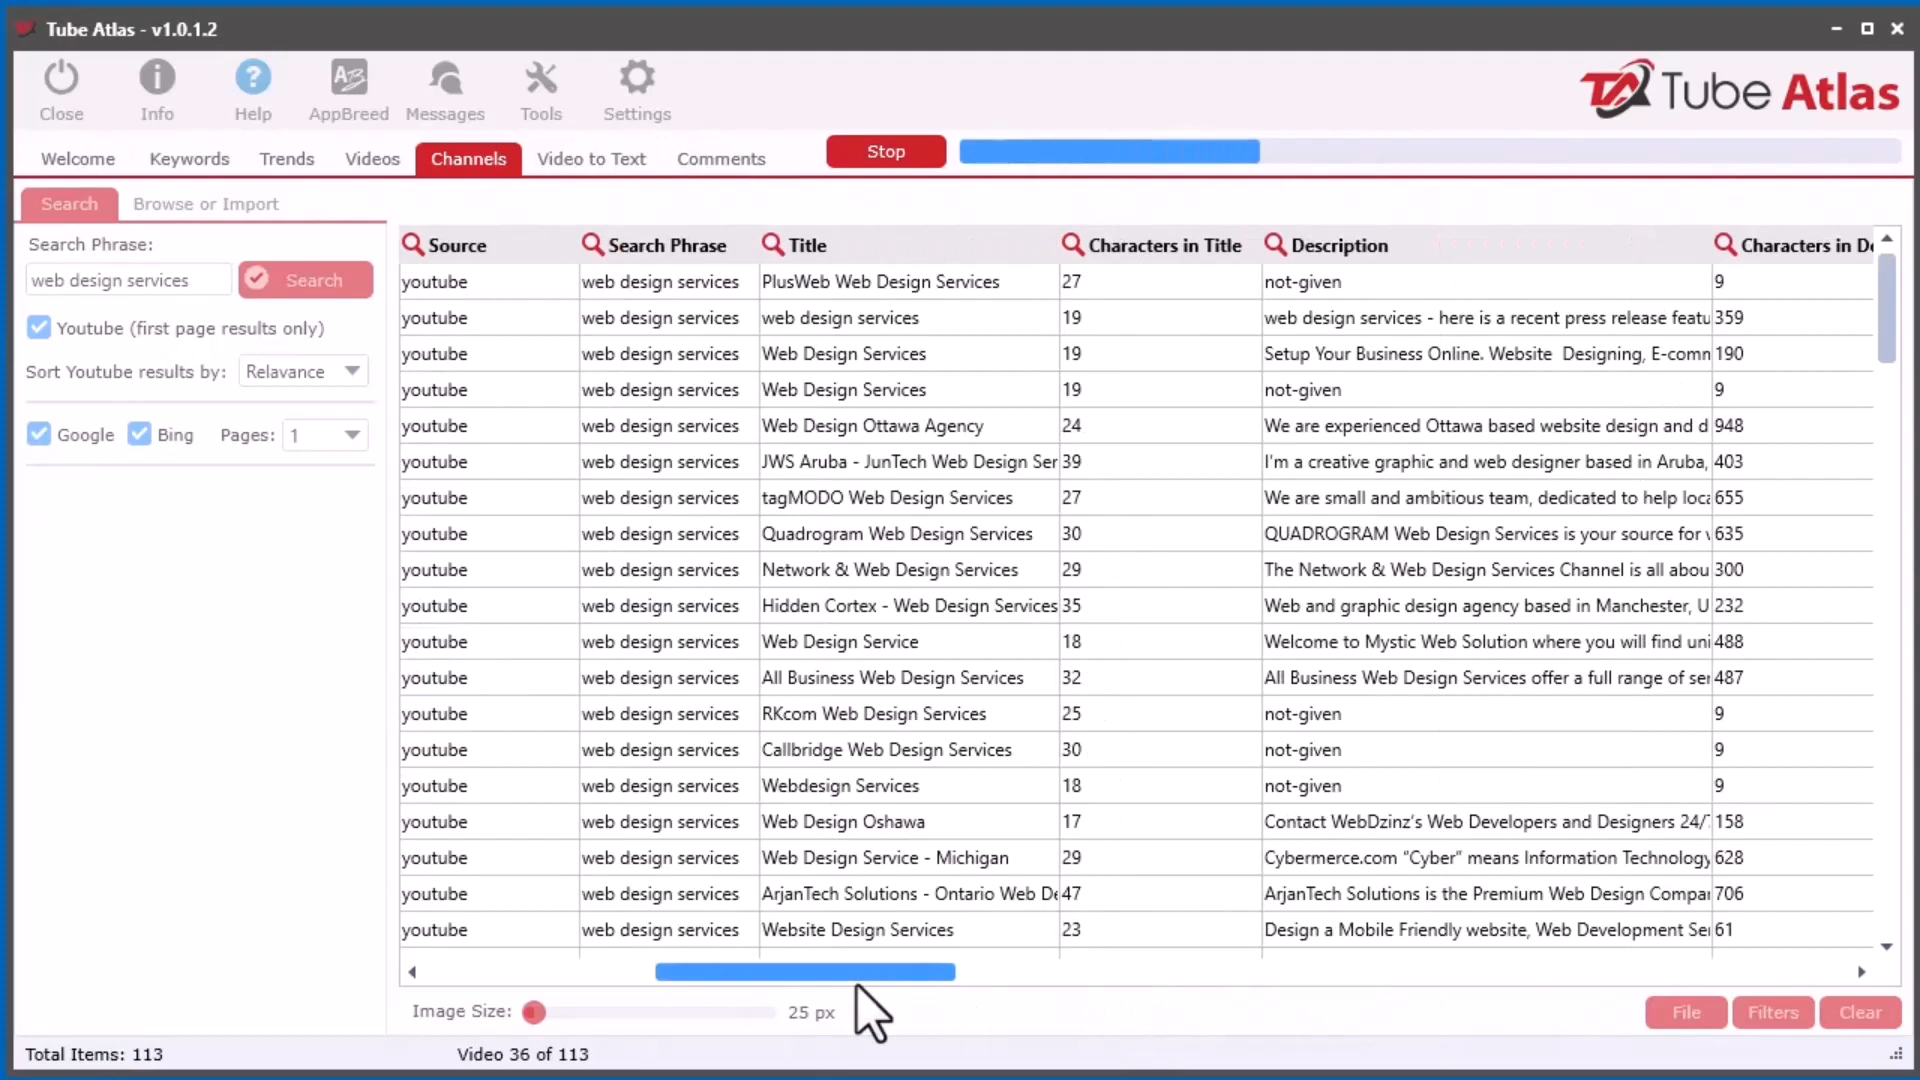 Tube Atlas - v1.0.1.2
Close Info Help AppBreed Messages Tools Settings
Tube Atlas
Welcome Keywords Trends Videos Channels Video to Text Comments Stop
Search Browse or Import
Search Phrase:
web design services Search
Youtube (first page results only)
Sort Youtube results by: Relavance
Google Bing Pages: 1
Source Search Phrase Title Characters in Title Description Characters in De
youtube web design services PlusWeb Web Design Services 27 not-given 9
youtube web design services web design services 19 web design services - here is a recent press release featu 359
youtube web design services Web Design Services 19 Setup Your Business Online. Website  Designing, E-comm 190
youtube web design services Web Design Services 19 not-given 9
youtube web design services Web Design Ottawa Agency 24 We are experienced Ottawa based website design and d 948
youtube web design services JWS Aruba - JunTech Web Design Ser 39 I'm a creative graphic and web designer based in Aruba, 403
youtube web design services tagMODO Web Design Services 27 We are small and ambitious team, dedicated to help loca 655
youtube web design services Quadrogram Web Design Services 30 QUADROGRAM Web Design Services is your source for 635
youtube web design services Network & Web Design Services 29 The Network & Web Design Services Channel is all abou 300
youtube web design services Hidden Cortex - Web Design Services 35 Web and graphic design agency based in Manchester, U 232
youtube web design services Web Design Service 18 Welcome to Mystic Web Solution where you will find uni 488
youtube web design services All Business Web Design Services 32 All Business Web Design Services offer a full range of ser 487
youtube web design services RKcom Web Design Services 25 not-given 9
youtube web design services Callbridge Web Design Services 30 not-given 9
youtube web design services Webdesign Services 18 not-given 9
youtube web design services Web Design Oshawa 17 Contact WebDzinz’s Web Developers and Designers 24/7 158
youtube web design services Web Design Service - Michigan 29 Cybermerce.com “Cyber” means Information Technology 628
youtube web design services ArjanTech Solutions - Ontario Web De 47 ArjanTech Solutions is the Premium Web Design Compa 706
youtube web design services Website Design Services 23 Design a Mobile Friendly website, Web Development Ser 61
Image Size: 25 px File Filters Clear
Total Items: 113 Video 36 of 113